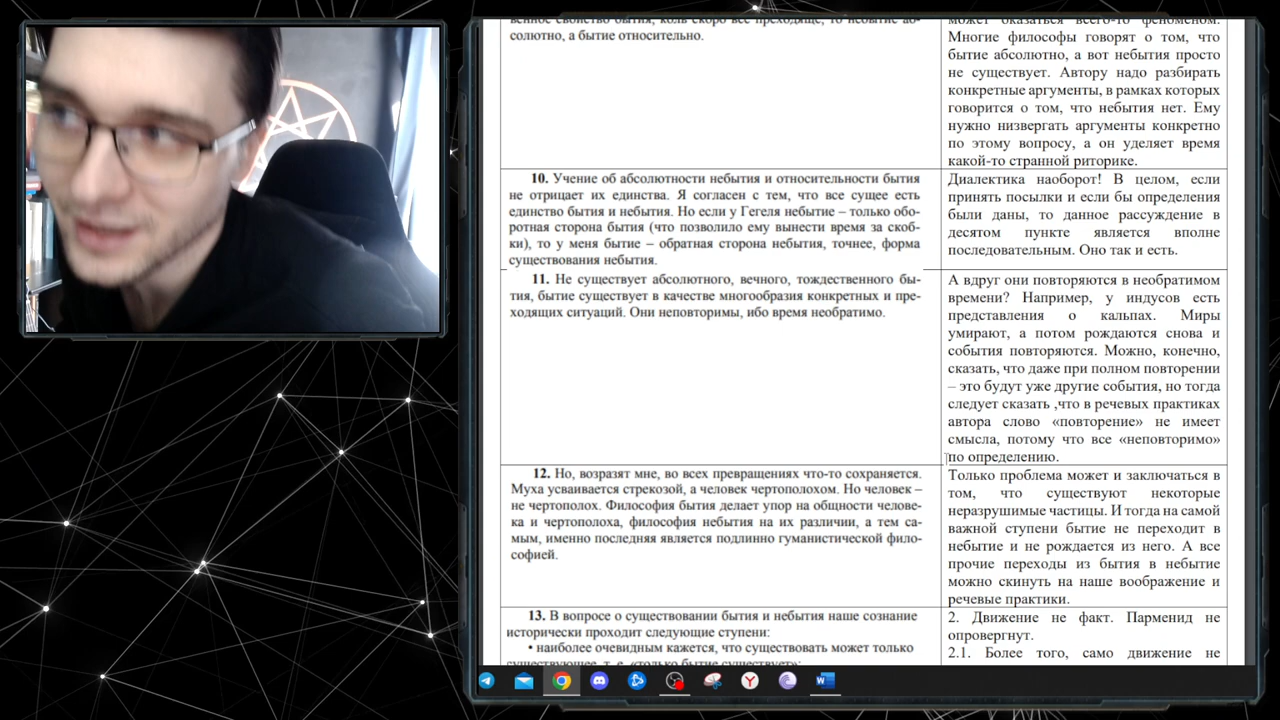 венное свойство бытия, коль скоро все преходяще, то небытие аб-
солютно, а бытие относительно.
может оказаться всего-то феноменом.
Многие философы говорят о том, что
бытие абсолютно, а вот небытия просто
не существует. Автору надо разбирать
конкретные аргументы, в рамках которых
говорится о том, что небытия нет. Ему
нужно низвергать аргументы конкретно
по этому вопросу, а он уделяет время
какой-то странной риторике.
10. Учение об абсолютности небытия и относительности бытия
не отрицает их единства. Я согласен с тем, что все сущее есть
единство бытия и небытия. Но если у Гегеля небытие – только обо-
ротная сторона бытия (что позволило ему вынести время за скоб-
ки), то у меня бытие – обратная сторона небытия, точнее, форма
существования небытия.
Диалектика наоборот! В целом, если
принять посылки и если бы определения
были даны, то данное рассуждение в
десятом пункте является вполне
последовательным. Оно так и есть.
11. Не существует абсолютного, вечного, тождественного бы-
тия, бытие существует в качестве многообразия конкретных и пре-
ходящих ситуаций. Они неповторимы, ибо время необратимо.
А вдруг они повторяются в необратимом
времени? Например, у индусов есть
представления о кальпах. Миры
умирают, а потом рождаются снова и
события повторяются. Можно, конечно,
сказать, что даже при полном повторении
– это будут уже другие события, но тогда
следует сказать ,что в речевых практиках
автора слово «повторение» не имеет
смысла, потому что все «неповторимо»
по определению.
12. Но, возразят мне, во всех превращениях что-то сохраняется.
Муха усваивается стрекозой, а человек чертополохом. Но человек –
не чертополох. Философия бытия делает упор на общности челове-
ка и чертополоха, философия небытия на их различии, а тем са-
мым, именно последняя является подлинно гуманистической фило-
софией.
Только проблема может и заключаться в
том, что существуют некоторые
неразрушимые частицы. И тогда на самой
важной ступени бытие не переходит в
небытие и не рождается из него. А все
прочие переходы из бытия в небытие
можно скинуть на наше воображение и
речевые практики.
13. В вопросе о существовании бытия и небытия наше сознание
исторически проходит следующие ступени:
• наиболее очевидным кажется, что существовать может только
существующее, т. е. «только бытие существует»;
2. Движение не факт. Парменид не
опровергнут.
2.1. Более того, само движение не